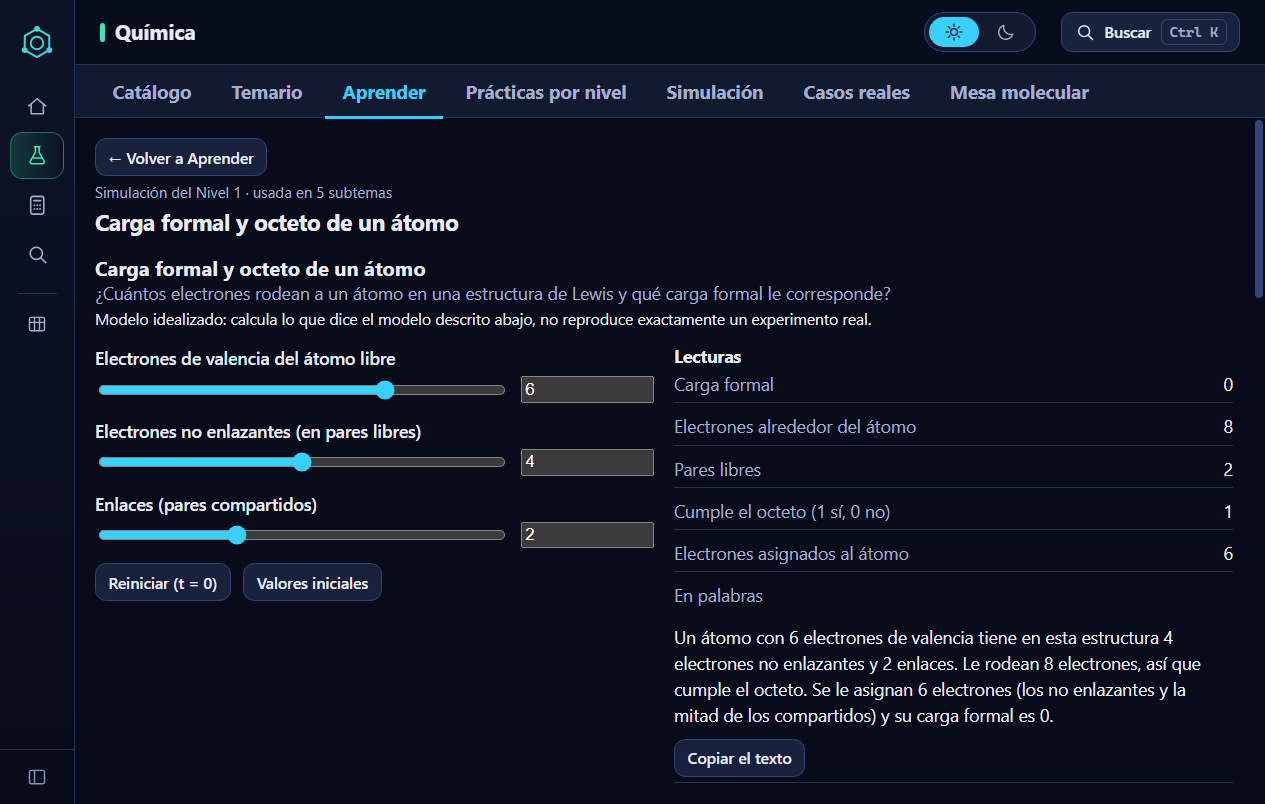 Química
Buscar Ctrl K
Catálogo Temario Aprender Prácticas por nivel Simulación Casos reales Mesa molecular
← Volver a Aprender
Simulación del Nivel 1 · usada en 5 subtemas
Carga formal y octeto de un átomo
Carga formal y octeto de un átomo
¿Cuántos electrones rodean a un átomo en una estructura de Lewis y qué carga formal le corresponde?
Modelo idealizado: calcula lo que dice el modelo descrito abajo, no reproduce exactamente un experimento real.
Electrones de valencia del átomo libre
6
Electrones no enlazantes (en pares libres)
4
Enlaces (pares compartidos)
2
Reiniciar (t = 0) Valores iniciales
Lecturas
Carga formal 0
Electrones alrededor del átomo 8
Pares libres 2
Cumple el octeto (1 sí, 0 no) 1
Electrones asignados al átomo 6
En palabras
Un átomo con 6 electrones de valencia tiene en esta estructura 4
electrones no enlazantes y 2 enlaces. Le rodean 8 electrones, así que
cumple el octeto. Se le asignan 6 electrones (los no enlazantes y la
mitad de los compartidos) y su carga formal es 0.
Copiar el texto